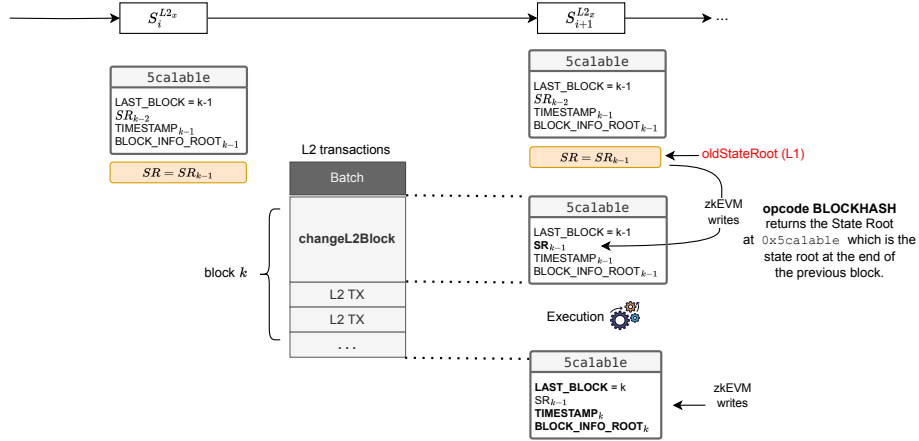 S_i^{L2_x}
S_{i+1}^{L2_x}
...
5ca1ab1e
LAST_BLOCK = k-1
SR_{k-2}
TIMESTAMP_{k-1}
BLOCK_INFO_ROOT_{k-1}
SR = SR_{k-1}
5ca1ab1e
LAST_BLOCK = k-1
SR_{k-2}
TIMESTAMP_{k-1}
BLOCK_INFO_ROOT_{k-1}
SR = SR_{k-1}
oldStateRoot (L1)
L2 transactions
Batch
changeL2Block
block k
L2 TX
L2 TX
...
5ca1ab1e
LAST_BLOCK = k-1
SR_{k-1}
TIMESTAMP_{k-1}
BLOCK_INFO_ROOT_{k-1}
zkEVM
writes
opcode BLOCKHASH
returns the State Root
at 0x5ca1ab1e which is the
state root at the end of
the previous block.
Execution
5ca1ab1e
LAST_BLOCK = k
SR_{k-1}
TIMESTAMP_k
BLOCK_INFO_ROOT_k
zkEVM
writes